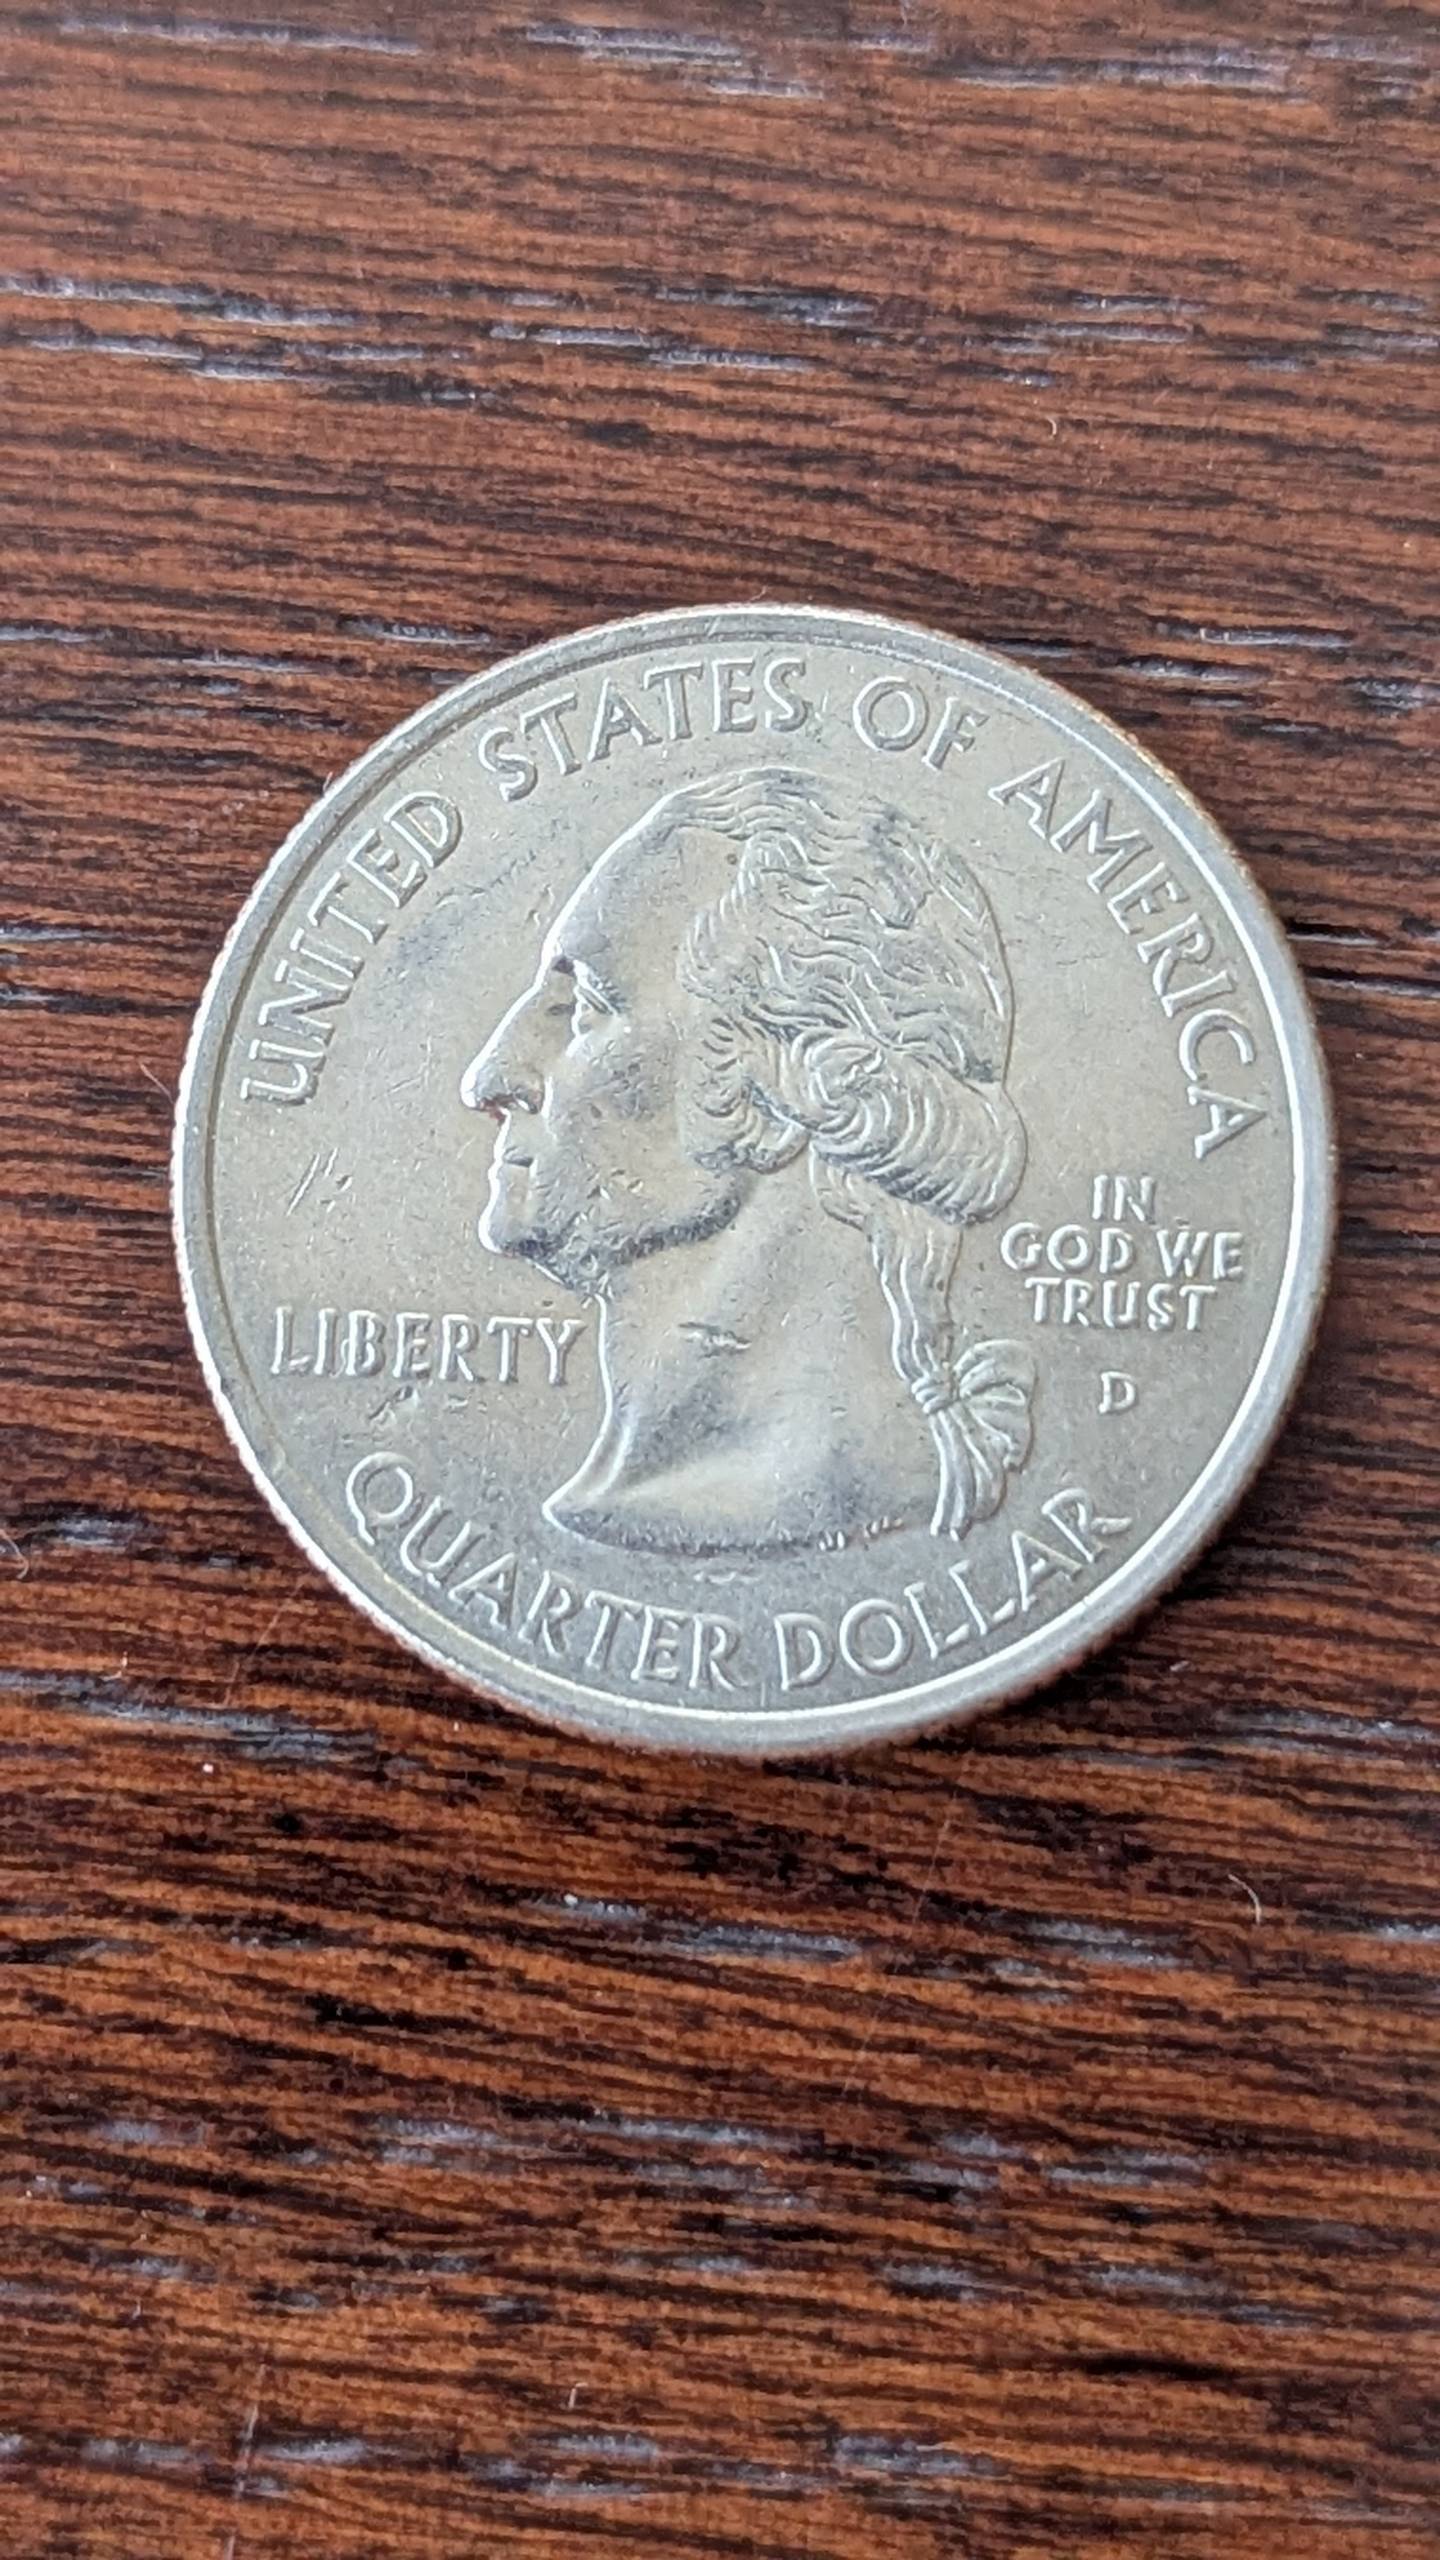 UNITED STATES OF AMERICA
IN
GOD WE
TRUST
LIBERTY
D
QUARTER DOLLAR